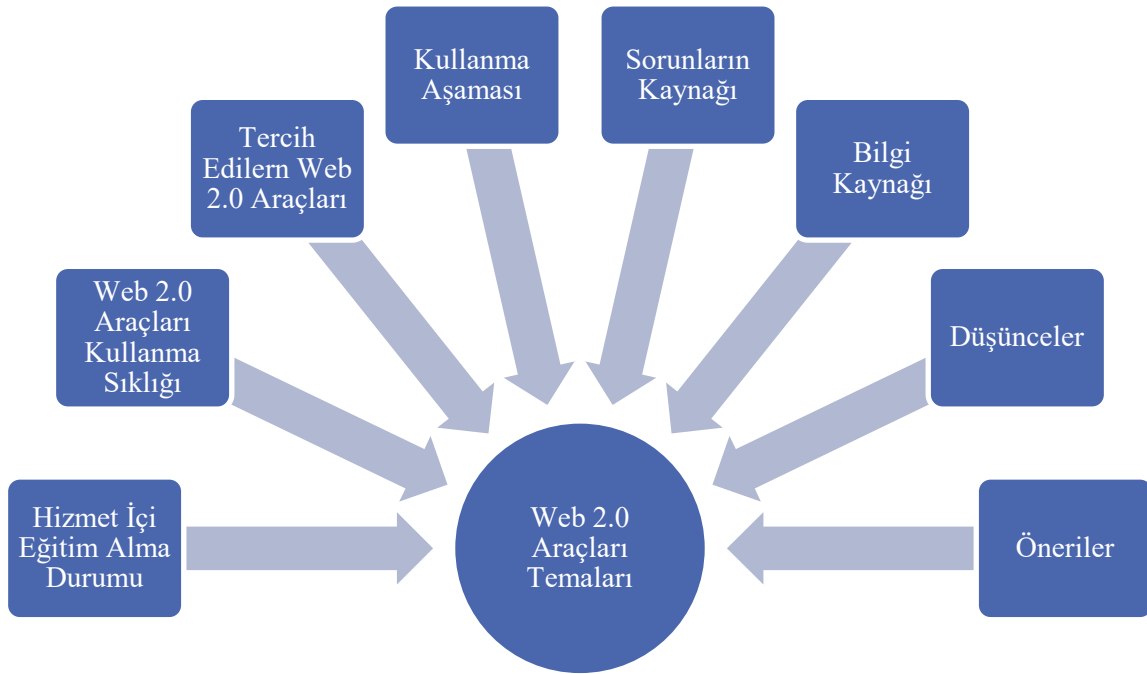 Kullanma
Aşaması
Sorunların
Kaynağı
Tercih
Edilern Web
2.0 Araçları
Bilgi
Kaynağı
Web 2.0
Araçları
Kullanma
Sıklığı
Düşünceler
Hizmet İçi
Eğitim Alma
Durumu
Web 2.0
Araçları
Temaları
Öneriler